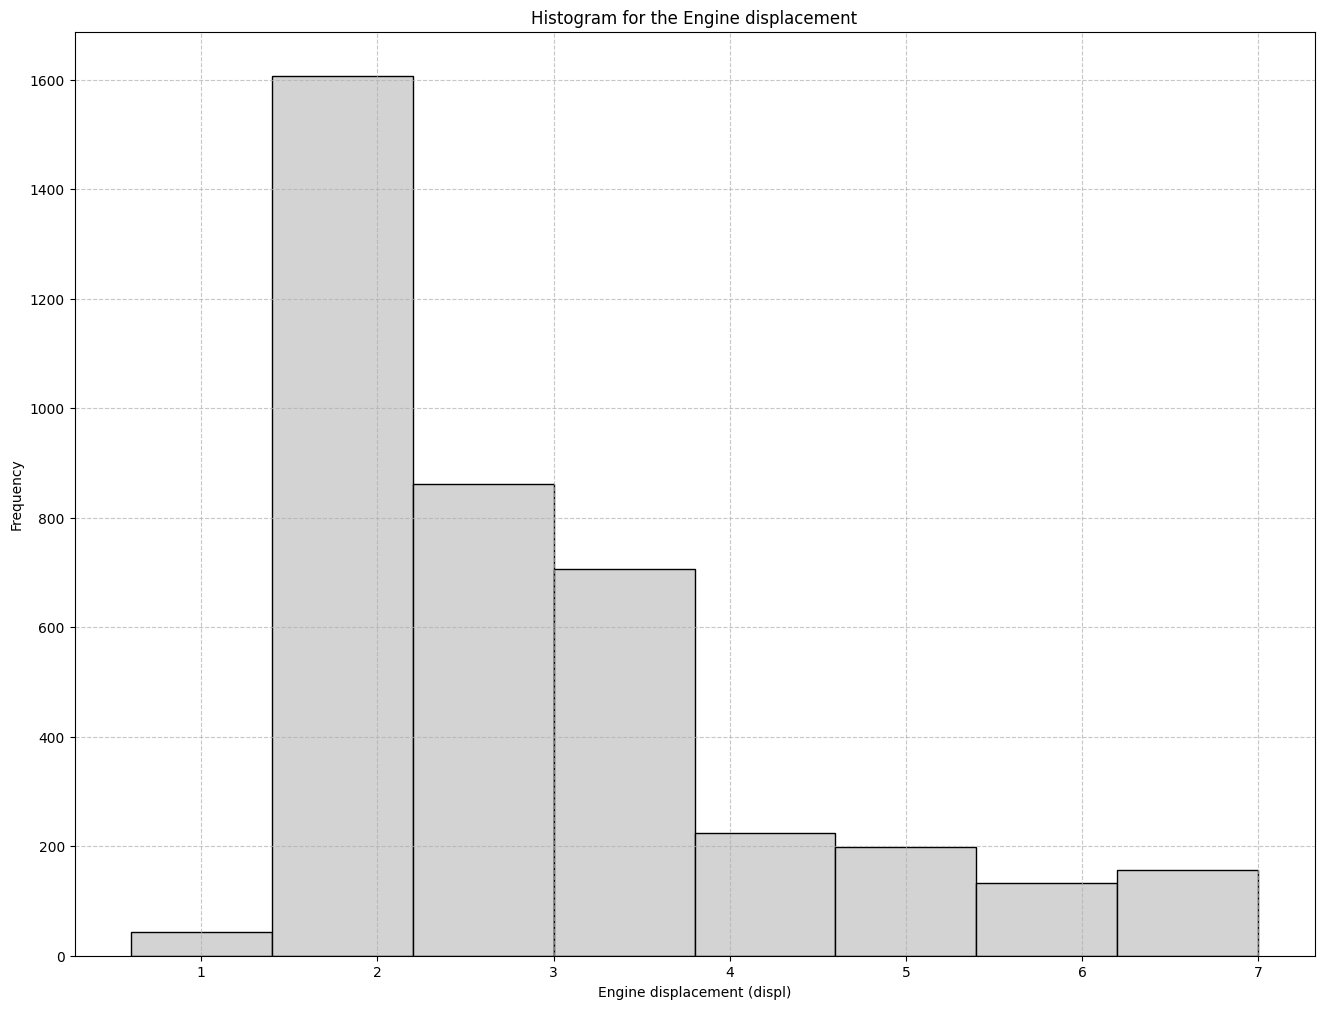 Histogram for the Engine displacement
1600
1400
1200
1000
800
600
400
200
0
Frequency
1 2 3 4 5 6 7
Engine displacement (displ)